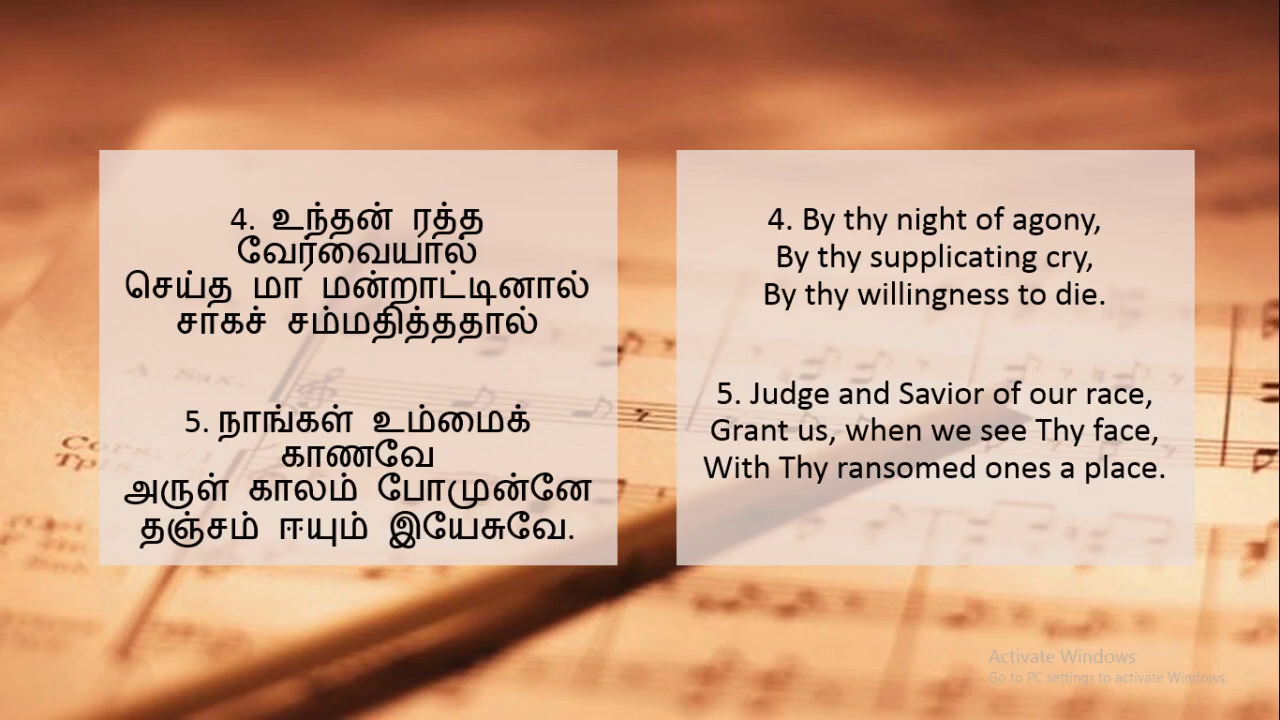 4. உந்தன் ரத்த
வேர்வையால்
செய்த மா மன்றாட்டினால்
சாகச் சம்மதித்ததால்
5. நாங்கள் உம்மைக்
காணவே
அருள் காலம் போமுன்னே
தஞ்சம் ஈயும் இயேசுவே.
4. By thy night of agony,
By thy supplicating cry,
By thy willingness to die.
5. Judge and Savior of our race,
Grant us, when we see Thy face,
With Thy ransomed ones a place.
A. Sax.
Activate Windows
Go to PC settings to activate Windows.